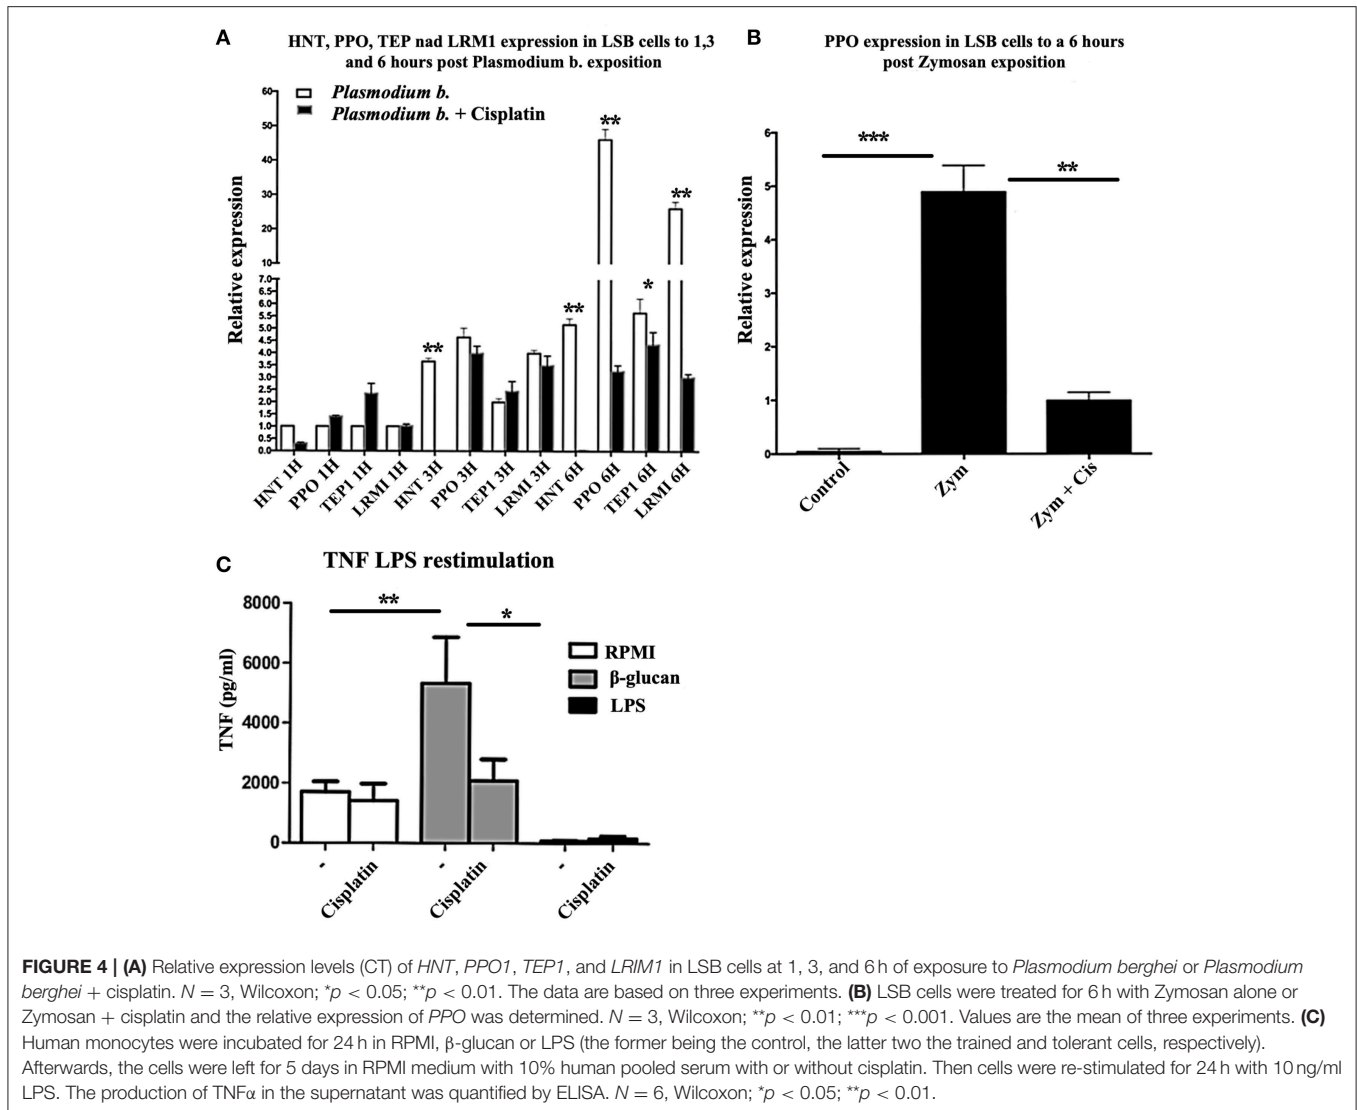 A
HNT, PPO, TEP nad LRM1 expression in LSB cells to 1,3
and 6 hours post Plasmodium b. exposition
Plasmodium b.
Plasmodium b. + Cisplatin
Relative expression
60
50
40
30
20
10
7.0
6.5
6.0
5.5
5.0
4.5
4.0
3.5
3.0
2.5
2.0
1.5
1.0
0.5
0.0
**
**
**
*
**
HNT 1H
PPO 1H
TEP1 1H
LRMI 1H
HNT 3H
PPO 3H
TEP1 3H
LRMI 3H
HNT 6H
PPO 6H
TEP1 6H
LRMI 6H
B
PPO expression in LSB cells to a 6 hours
post Zymosan exposition
Relative expression
6
5
4
3
2
1
0
***
**
Control
Zym
Zym + Cis
C
TNF LPS restimulation
TNF (pg/ml)
8000
6000
4000
2000
0
**
*
RPMI
β-glucan
LPS
-
Cisplatin
-
Cisplatin
-
Cisplatin
FIGURE 4 | (A) Relative expression levels (CT) of HNT, PPO1, TEP1, and LRIM1 in LSB cells at 1, 3, and 6 h of exposure to Plasmodium berghei or Plasmodium
berghei + cisplatin. N = 3, Wilcoxon; *p < 0.05; **p < 0.01. The data are based on three experiments. (B) LSB cells were treated for 6 h with Zymosan alone or
Zymosan + cisplatin and the relative expression of PPO was determined. N = 3, Wilcoxon; **p < 0.01; ***p < 0.001. Values are the mean of three experiments. (C)
Human monocytes were incubated for 24 h in RPMI, β-glucan or LPS (the former being the control, the latter two the trained and tolerant cells, respectively).
Afterwards, the cells were left for 5 days in RPMI medium with 10% human pooled serum with or without cisplatin. Then cells were re-stimulated for 24 h with 10 ng/ml
LPS. The production of TNFα in the supernatant was quantified by ELISA. N = 6, Wilcoxon; *p < 0.05; **p < 0.01.